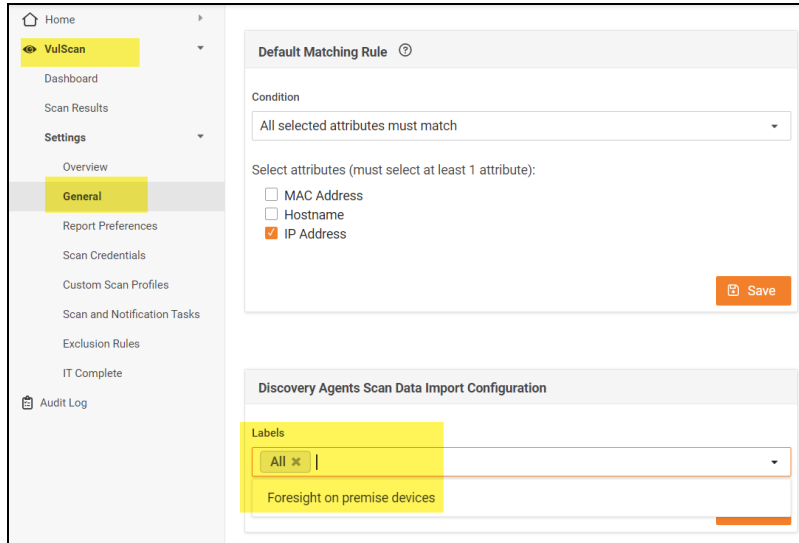 Home
VulScan
Dashboard
Scan Results
Settings
Overview
General
Report Preferences
Scan Credentials
Custom Scan Profiles
Scan and Notification Tasks
Exclusion Rules
IT Complete
Audit Log
Default Matching Rule
Condition
All selected attributes must match
Select attributes (must select at least 1 attribute):
MAC Address
Hostname
IP Address
Save
Discovery Agents Scan Data Import Configuration
Labels
All
Foresight on premise devices